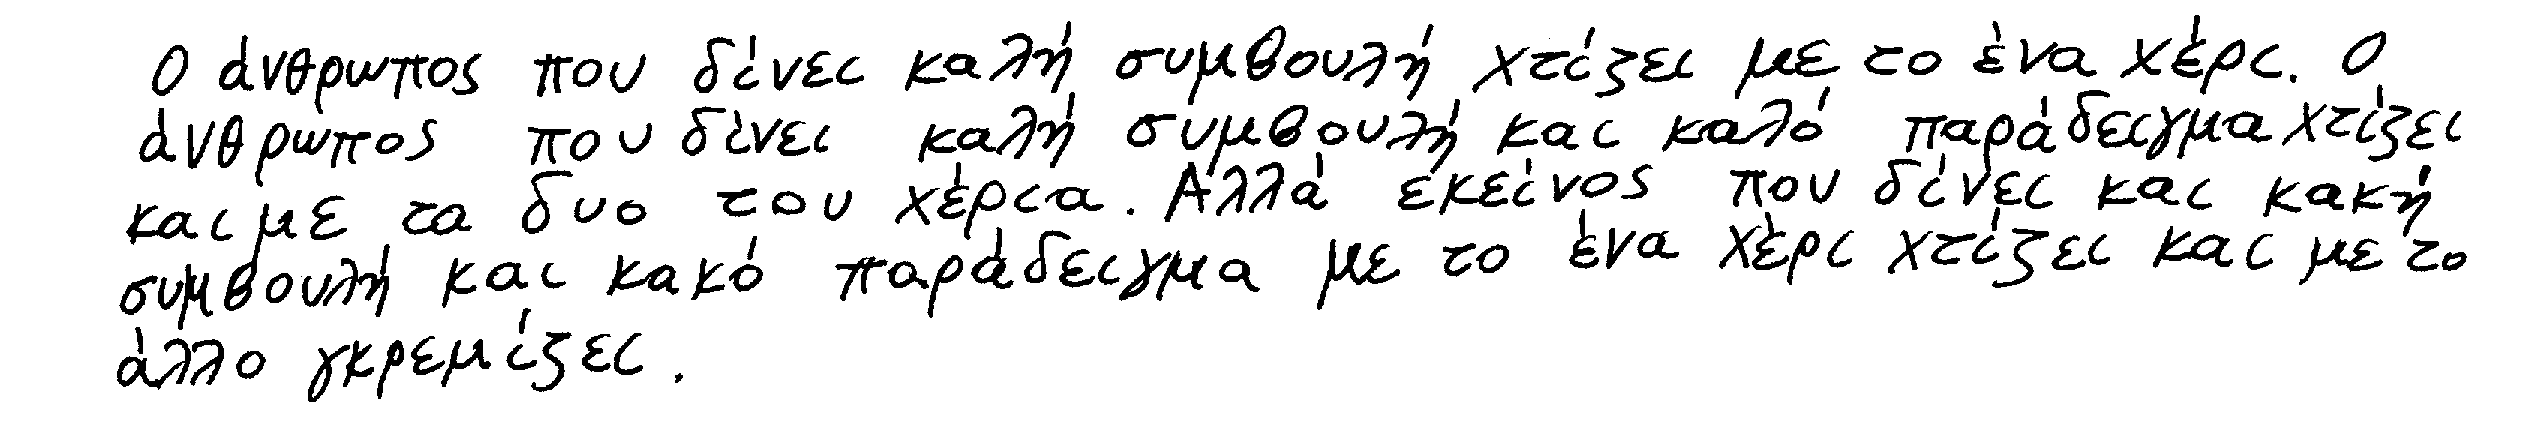 Ο άνθρωπος που δίνει καλή συμβουλή χτίζει με το ένα χέρι. Ο
άνθρωπος που δίνει καλή συμβουλή και καλό παράδειγμα χτίζει
και με τα δυο του χέρια. Αλλά εκείνος που δίνει και κακή
συμβουλή και κακό παράδειγμα με το ένα χέρι χτίζει και με το
άλλο γκρεμίζει.